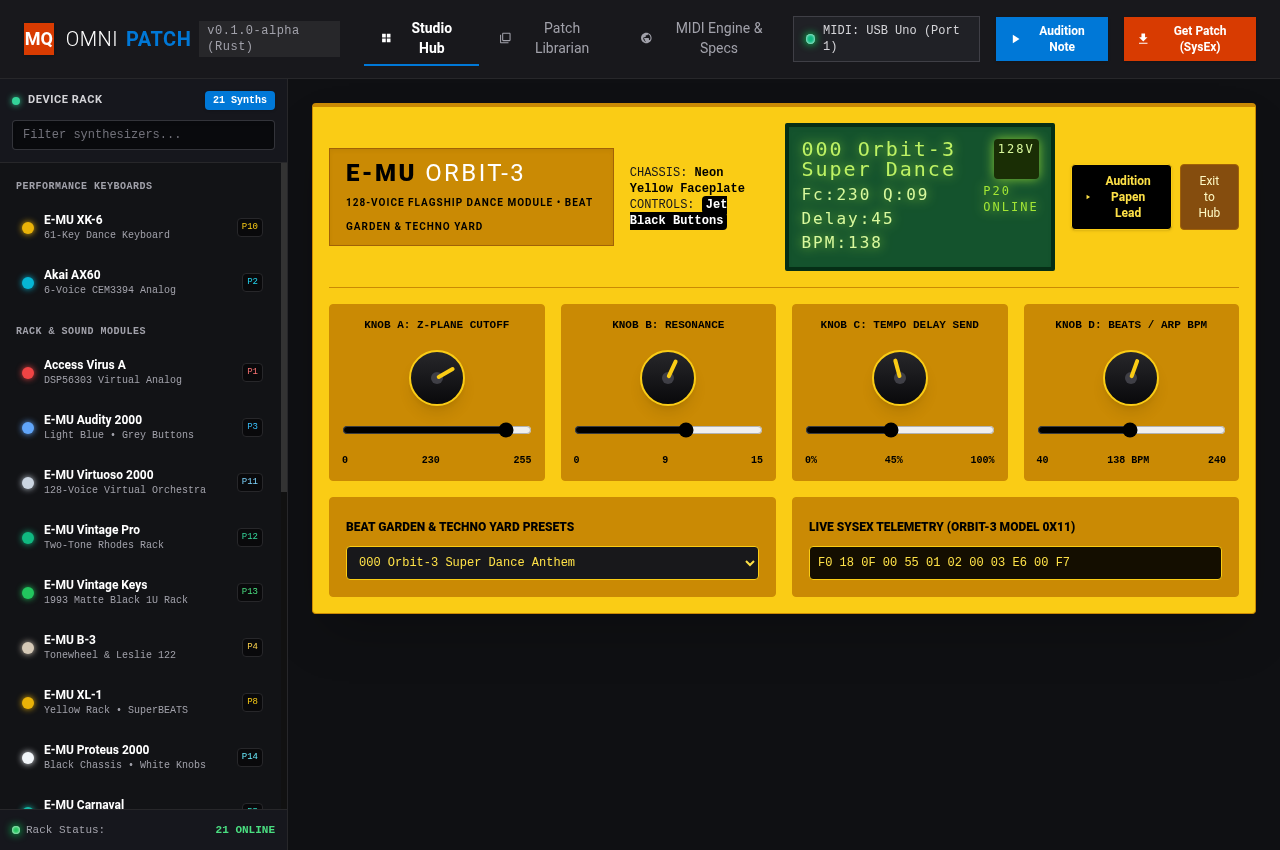 MQ OMNI PATCH
v0.1.0-alpha
(Rust)
Studio
Hub
Patch
Librarian
MIDI Engine &
Specs
MIDI: USB Uno (Port
1)
Audition
Note
Get Patch
(SysEx)
DEVICE RACK
21 Synths
Filter synthesizers...
PERFORMANCE KEYBOARDS
E-MU XK-6
61-Key Dance Keyboard
P10
Akai AX60
6-Voice CEM3394 Analog
P2
RACK & SOUND MODULES
Access Virus A
DSP56303 Virtual Analog
P1
E-MU Audity 2000
Light Blue • Grey Buttons
P3
E-MU Virtuoso 2000
128-Voice Virtual Orchestra
P11
E-MU Vintage Pro
Two-Tone Rhodes Rack
P12
E-MU Vintage Keys
1993 Matte Black 1U Rack
P13
E-MU B-3
Tonewheel & Leslie 122
P4
E-MU XL-1
Yellow Rack • SuperBEATS
P8
E-MU Proteus 2000
Black Chassis • White Knobs
P14
E-MU Carnaval
Rack Status:
21 ONLINE
E-MU ORBIT-3
128-VOICE FLAGSHIP DANCE MODULE • BEAT
GARDEN & TECHNO YARD
CHASSIS: Neon
Yellow Faceplate
CONTROLS: Jet
Black Buttons
000 Orbit-3
Super Dance
Fc:230 Q:09
Delay:45
BPM:138
128V
P20
ONLINE
Audition
Papen
Lead
Exit
to
Hub
KNOB A: Z-PLANE CUTOFF
0 230 255
KNOB B: RESONANCE
0 9 15
KNOB C: TEMPO DELAY SEND
0% 45% 100%
KNOB D: BEATS / ARP BPM
40 138 BPM 240
BEAT GARDEN & TECHNO YARD PRESETS
000 Orbit-3 Super Dance Anthem
LIVE SYSEX TELEMETRY (ORBIT-3 MODEL 0X11)
F0 18 0F 00 55 01 02 00 03 E6 00 F7